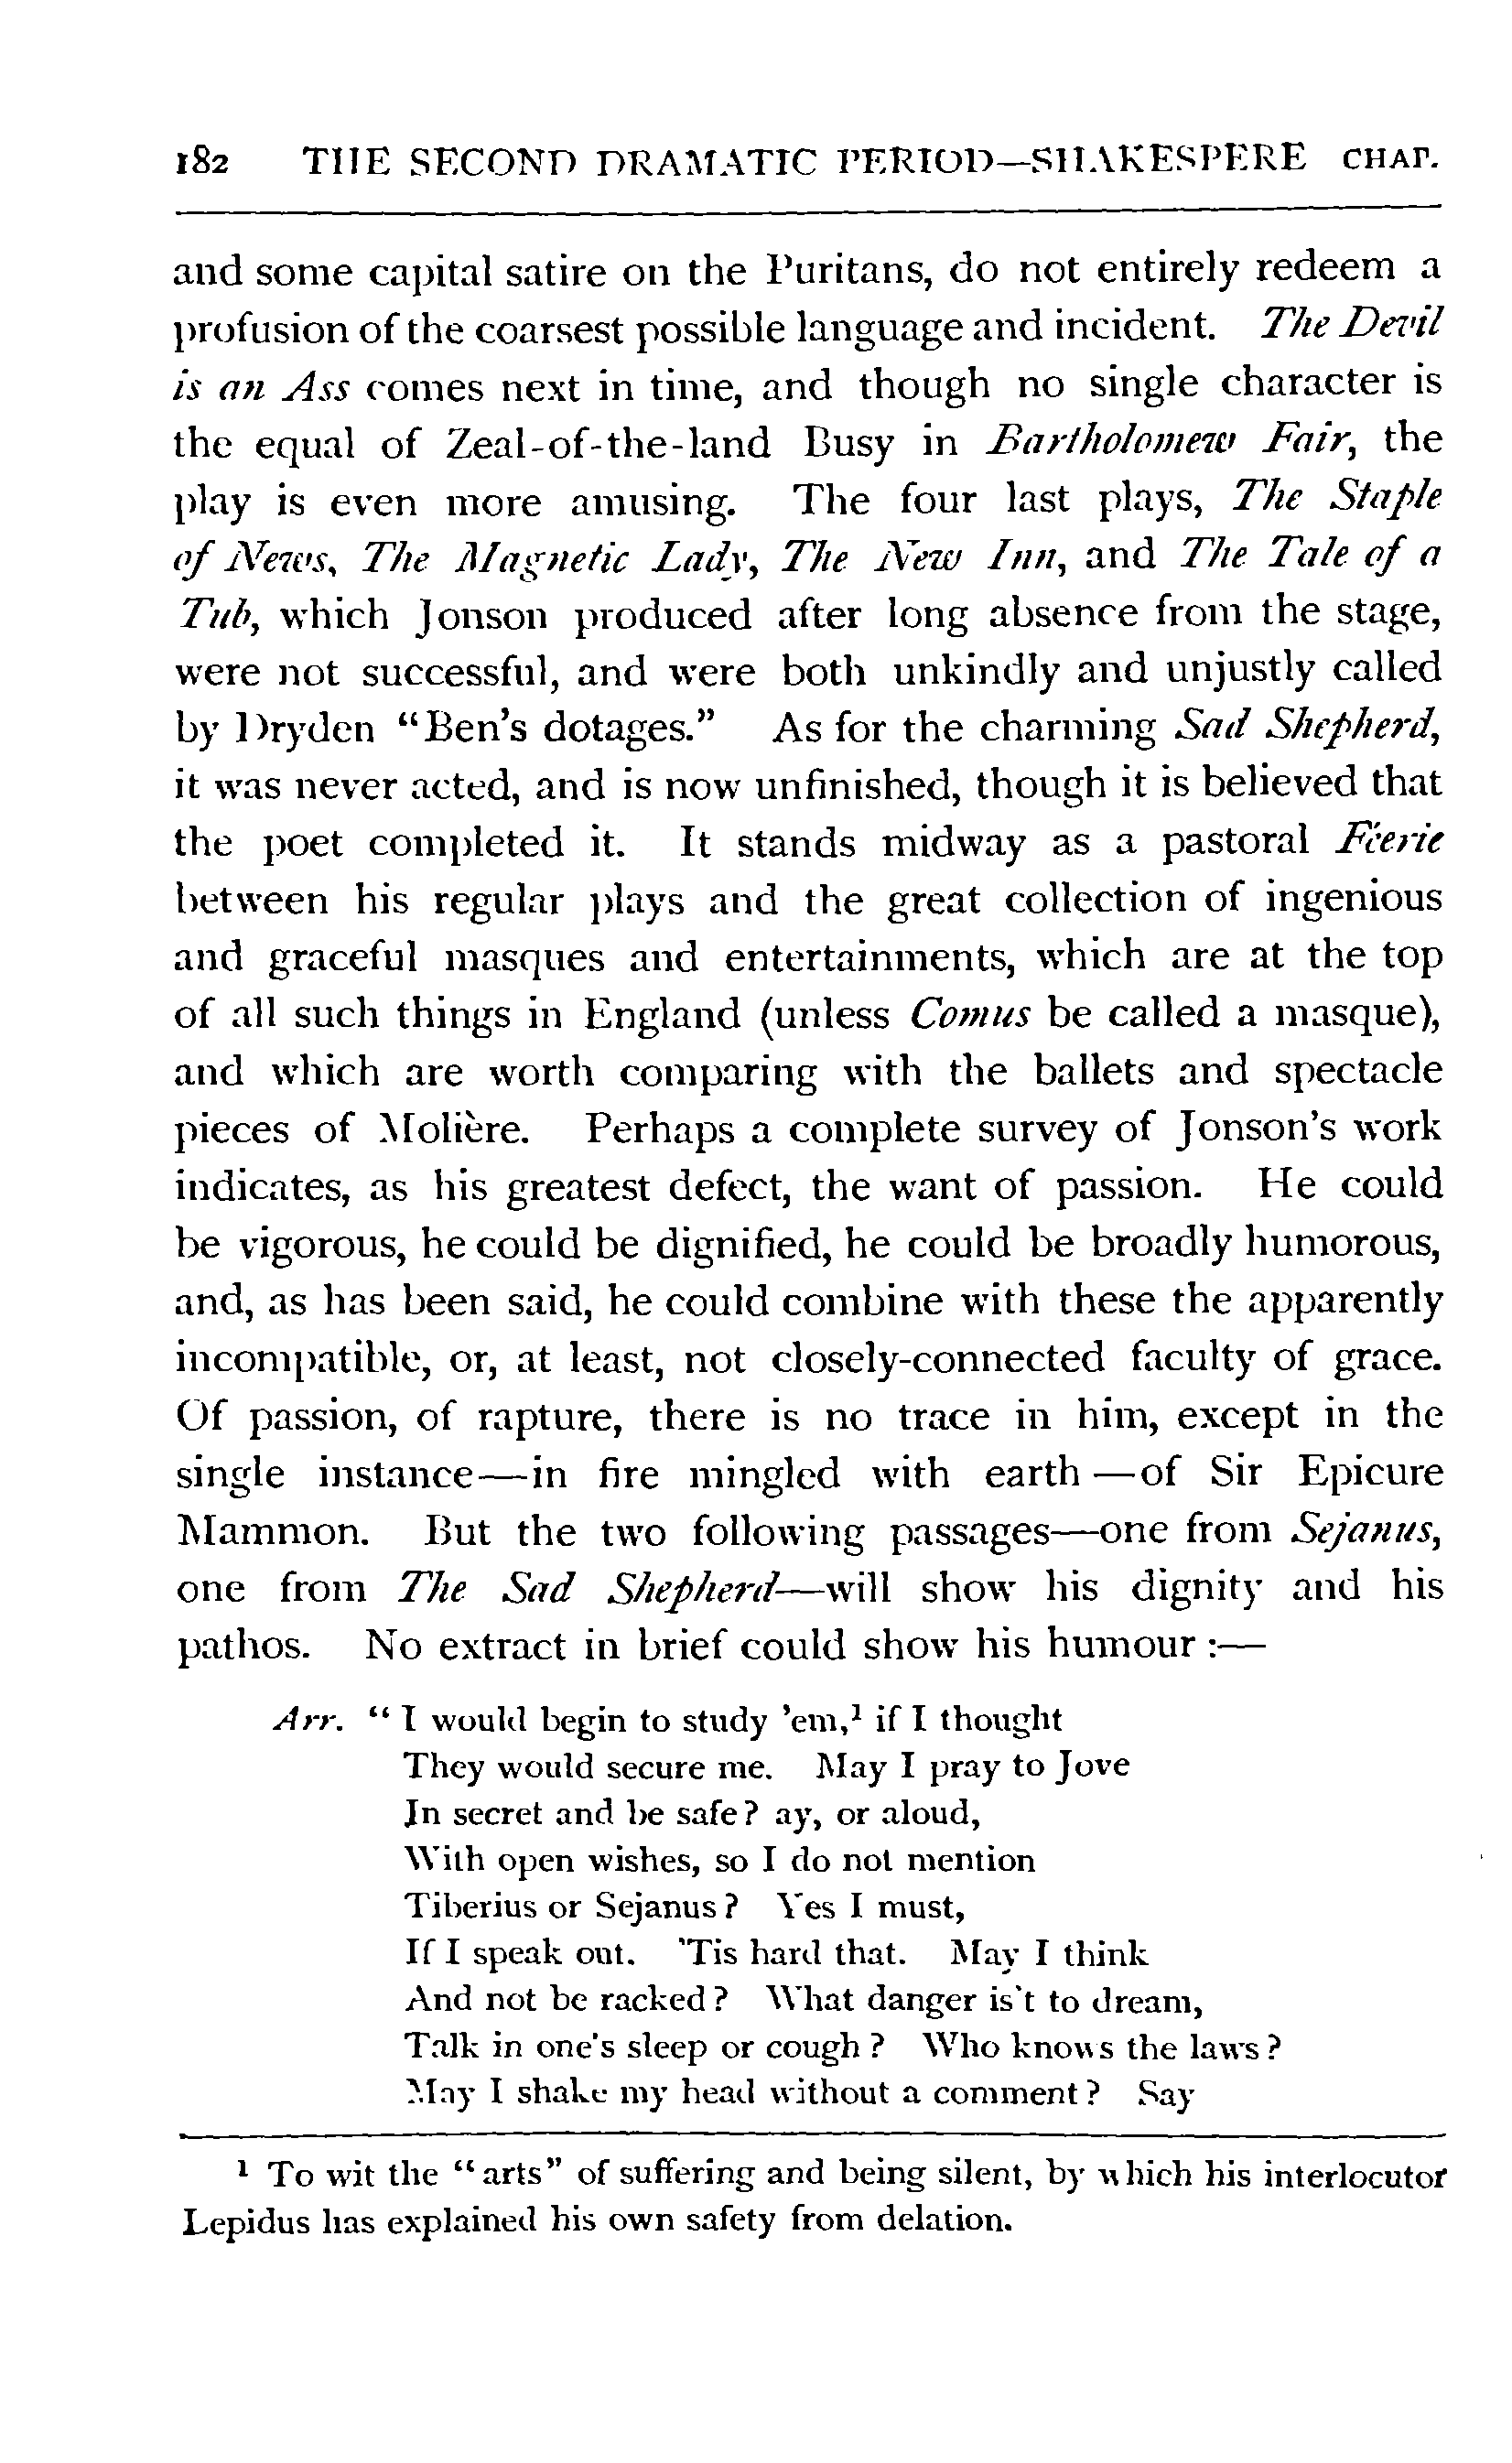 182 THE SECOND DRAMATIC PERIOD—SHAKESPERE CHAP.
and some capital satire on the Puritans, do not entirely redeem a
profusion of the coarsest possible language and incident. The Devil
is an Ass comes next in time, and though no single character is
the equal of Zeal-of-the-land Busy in Bartholomew Fair, the
play is even more amusing. The four last plays, The Staple
of News, The Magnetic Lady, The New Inn, and The Tale of a
Tub, which Jonson produced after long absence from the stage,
were not successful, and were both unkindly and unjustly called
by Dryden “Ben’s dotages.” As for the charming Sad Shepherd,
it was never acted, and is now unfinished, though it is believed that
the poet completed it. It stands midway as a pastoral Féerie
between his regular plays and the great collection of ingenious
and graceful masques and entertainments, which are at the top
of all such things in England (unless Comus be called a masque),
and which are worth comparing with the ballets and spectacle
pieces of Molière. Perhaps a complete survey of Jonson’s work
indicates, as his greatest defect, the want of passion. He could
be vigorous, he could be dignified, he could be broadly humorous,
and, as has been said, he could combine with these the apparently
incompatible, or, at least, not closely-connected faculty of grace.
Of passion, of rapture, there is no trace in him, except in the
single instance—in fire mingled with earth—of Sir Epicure
Mammon. But the two following passages—one from Sejanus,
one from The Sad Shepherd—will show his dignity and his
pathos. No extract in brief could show his humour :—
Arr. “ I would begin to study ’em,¹ if I thought
They would secure me. May I pray to Jove
In secret and be safe? ay, or aloud,
With open wishes, so I do not mention
Tiberius or Sejanus? Yes I must,
If I speak out. ’Tis hard that. May I think
And not be racked? What danger is’t to dream,
Talk in one’s sleep or cough? Who knows the laws?
May I shake my head without a comment? Say
¹ To wit the “arts” of suffering and being silent, by which his interlocutor
Lepidus has explained his own safety from delation.